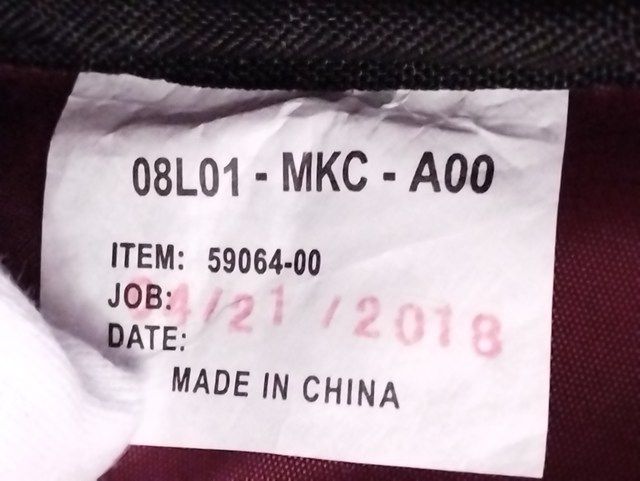 08L01 - MKC - A00
ITEM: 59064-00
JOB:
04/21/2018
DATE:
MADE IN CHINA